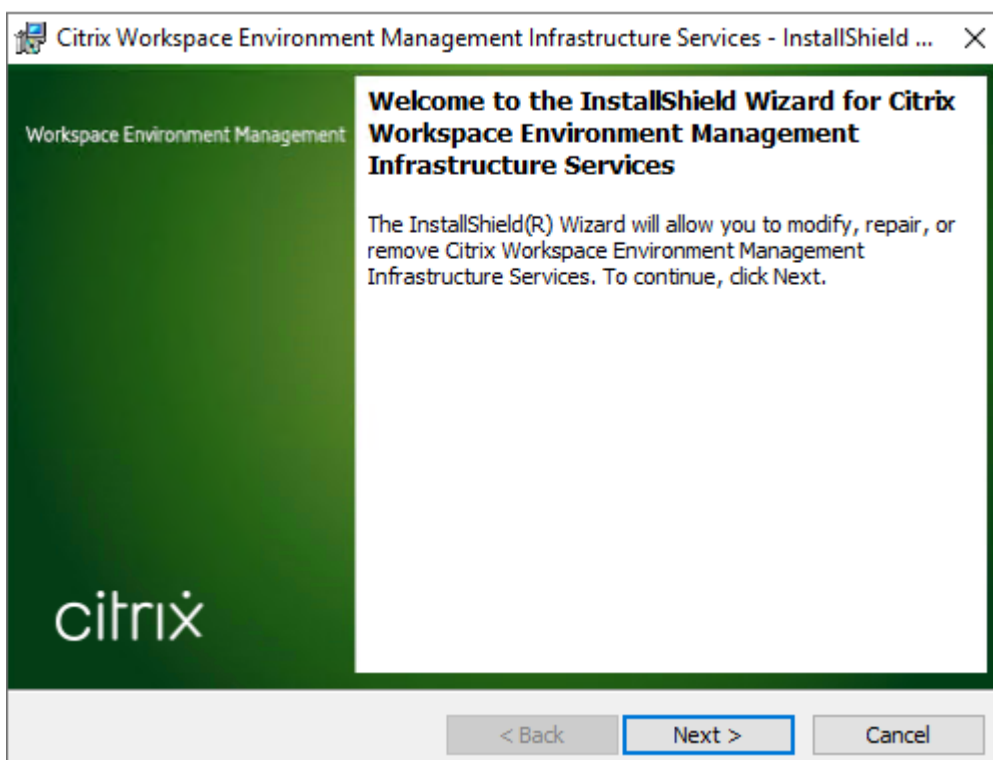 Citrix Workspace Environment Management Infrastructure Services - InstallShield ...
Workspace Environment Management
Welcome to the InstallShield Wizard for Citrix
Workspace Environment Management
Infrastructure Services
The InstallShield(R) Wizard will allow you to modify, repair, or
remove Citrix Workspace Environment Management
Infrastructure Services. To continue, click Next.
citrix
< Back
Next >
Cancel